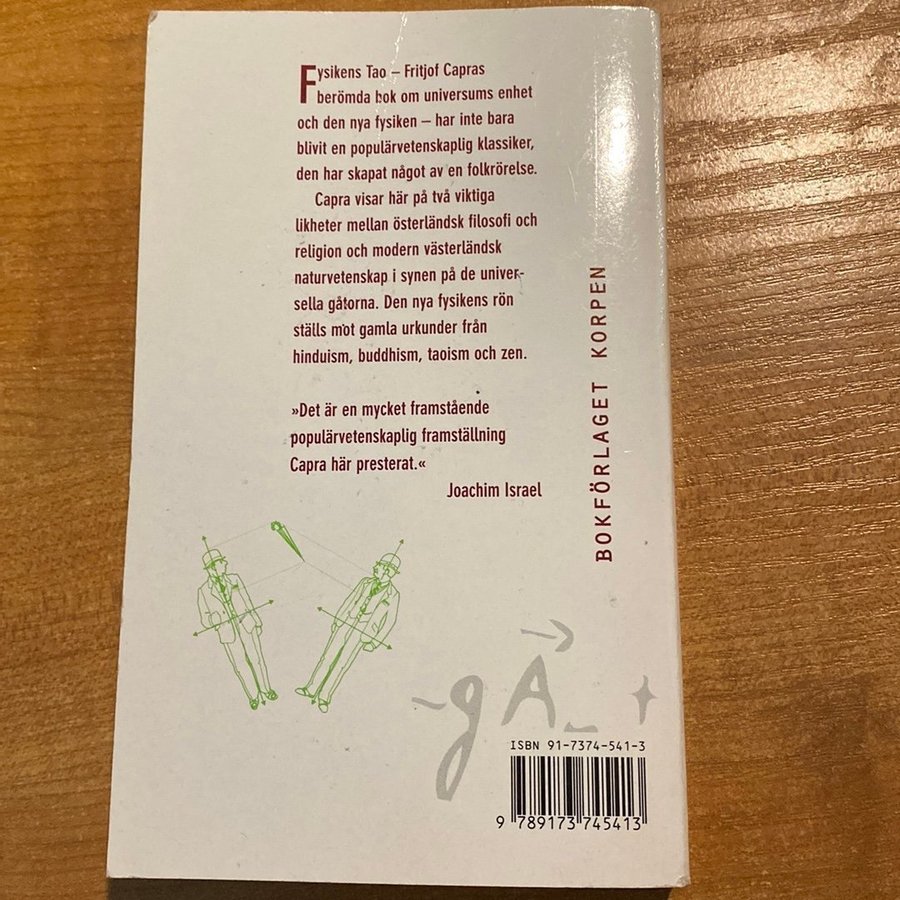 Fysikens Tao – Fritjof Capras
berömda bok om universums enhet
och den nya fysiken – har inte bara
blivit en populärvetenskaplig klassiker,
den har skapat något av en folkrörelse.
Capra visar här på två viktiga
likheter mellan österländsk filosofi och
religion och modern västerländsk
naturvetenskap i synen på de univer-
sella gåtorna. Den nya fysikens rön
ställs mot gamla urkunder från
hinduism, buddhism, taoism och zen.
»Det är en mycket framstående
populärvetenskaplig framställning
Capra här presterat.«
Joachim Israel
BOKFÖRLAGET KORPEN
ISBN 91-7374-541-3
9 789173 745413